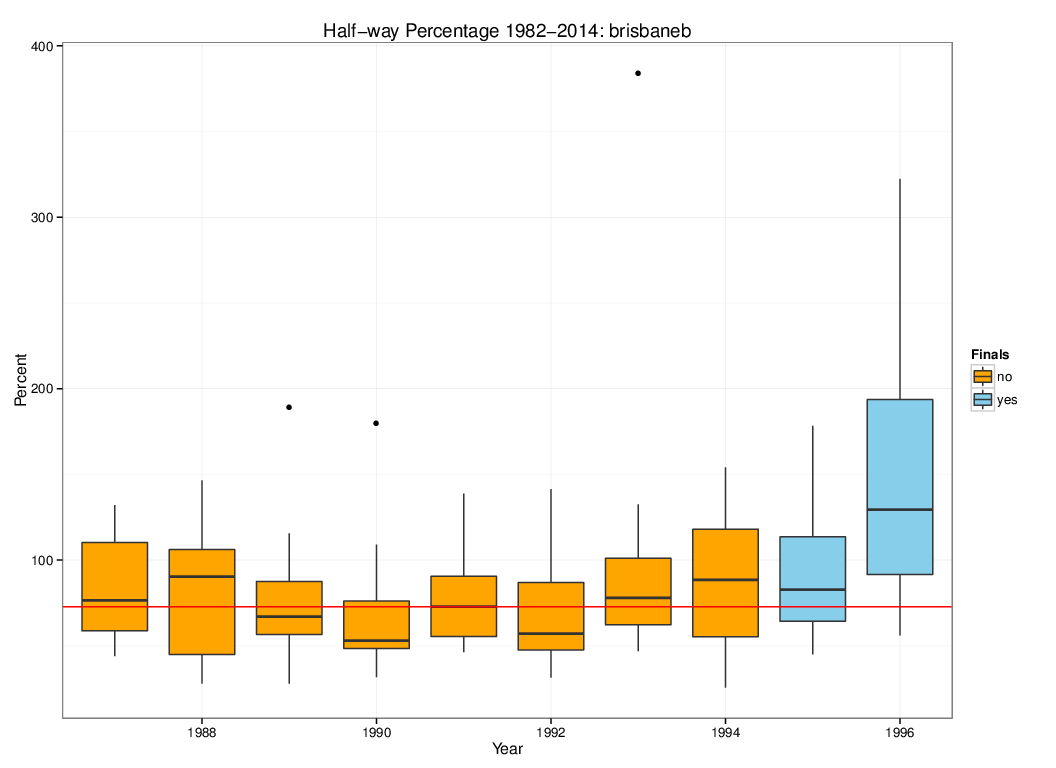 Half−way Percentage 1982−2014: brisbaneb
400
300
200
100
Percent
1988
1990
1992
1994
1996
Year
Finals
no
yes